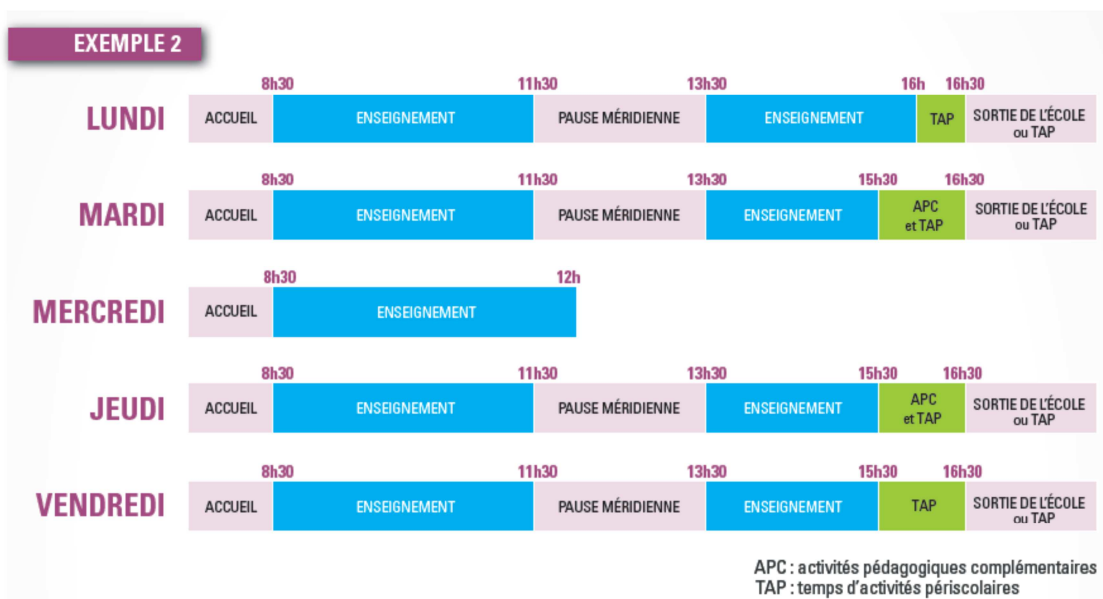 EXEMPLE 2
8h30 11h30 13h30 16h 16h30
LUNDI ACCUEIL ENSEIGNEMENT PAUSE MÉRIDIENNE ENSEIGNEMENT TAP SORTIE DE L'ÉCOLE
ou TAP
8h30 11h30 13h30 15h30 16h30
MARDI ACCUEIL ENSEIGNEMENT PAUSE MÉRIDIENNE ENSEIGNEMENT APC
et TAP SORTIE DE L'ÉCOLE
ou TAP
8h30 12h
MERCREDI ACCUEIL ENSEIGNEMENT
8h30 11h30 13h30 15h30 16h30
JEUDI ACCUEIL ENSEIGNEMENT PAUSE MÉRIDIENNE ENSEIGNEMENT APC
et TAP SORTIE DE L'ÉCOLE
ou TAP
8h30 11h30 13h30 15h30 16h30
VENDREDI ACCUEIL ENSEIGNEMENT PAUSE MÉRIDIENNE ENSEIGNEMENT TAP SORTIE DE L'ÉCOLE
ou TAP
APC : activités pédagogiques complémentaires
TAP : temps d'activités périscolaires